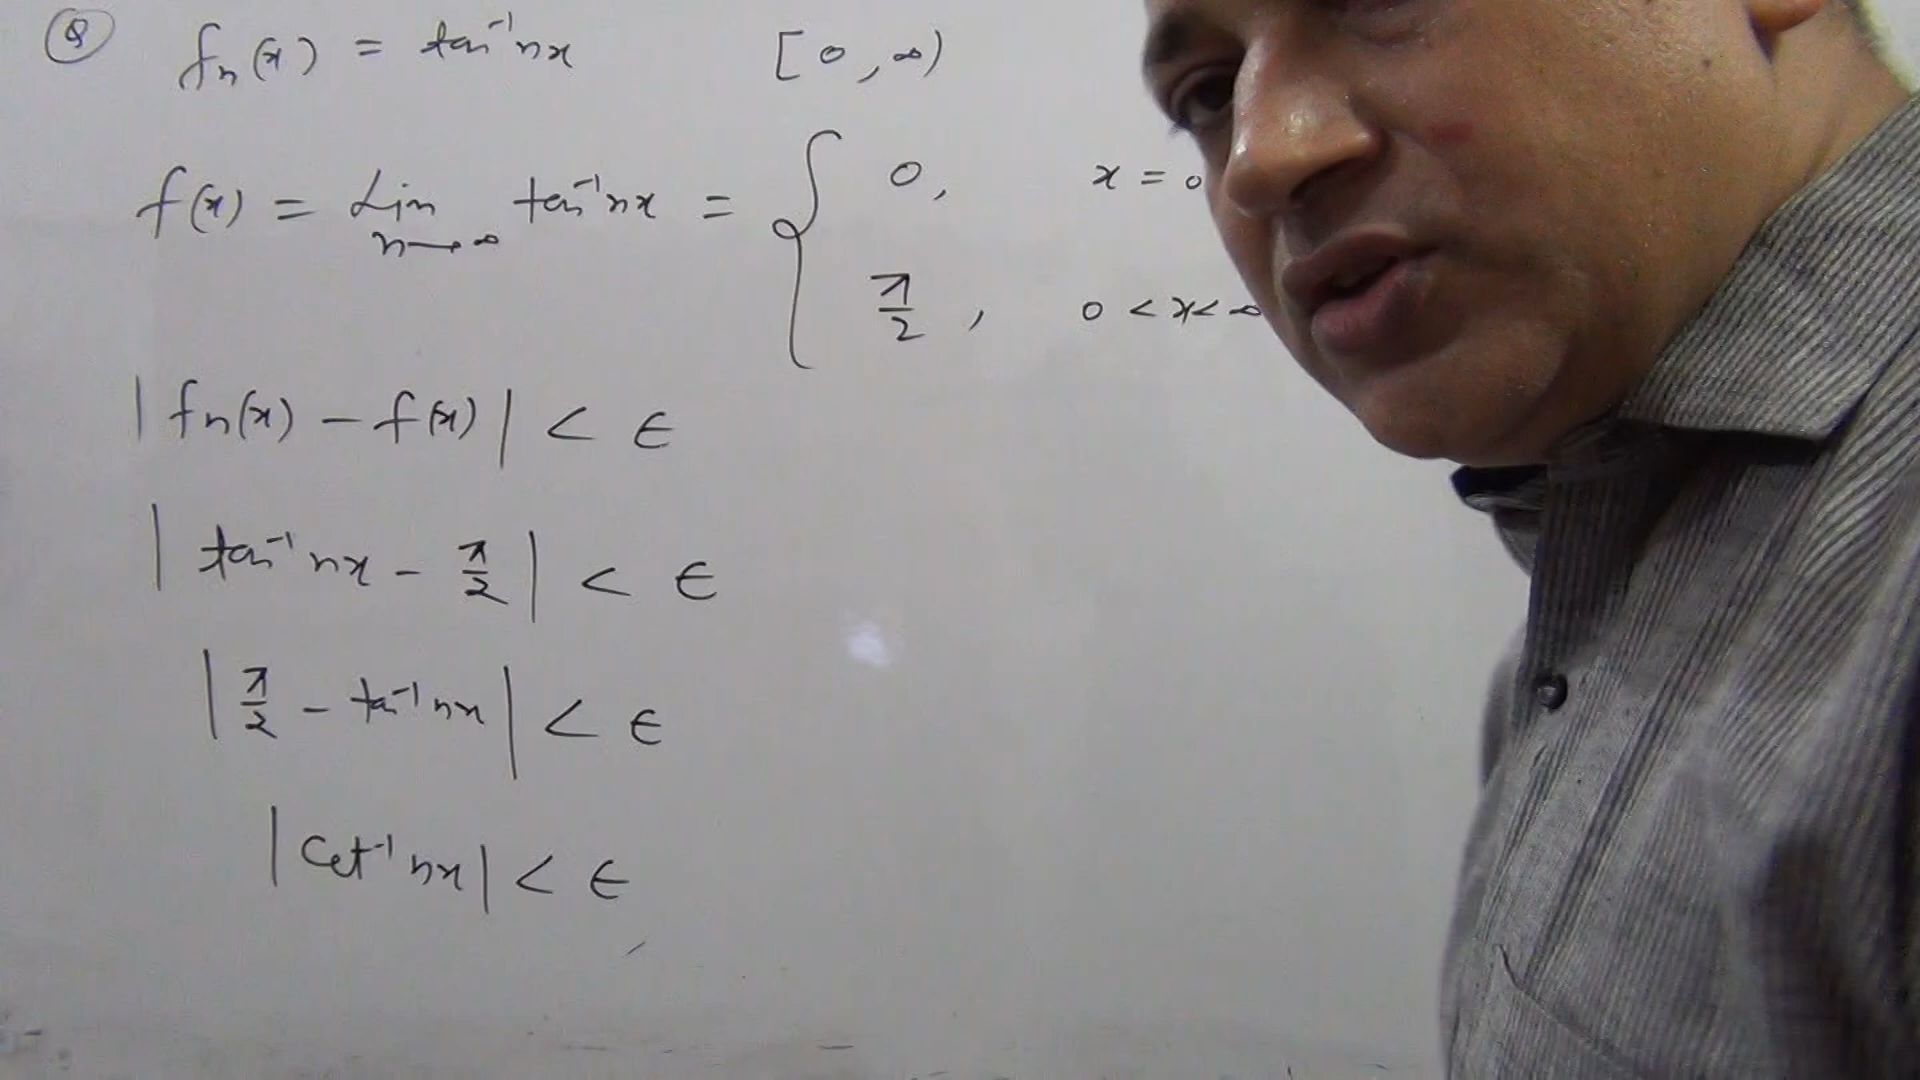 Q fₙ(x) = tan⁻¹nx [0, ∞)
f(x) = Lim n→∞ tan⁻¹nx = { 0, x = 0
π/2, 0 < x < ∞
|fₙ(x) − f(x)| < ϵ
|tan⁻¹nx − π/2| < ϵ
|π/2 − tan⁻¹nx| < ϵ
|Cot⁻¹nx| < ϵ